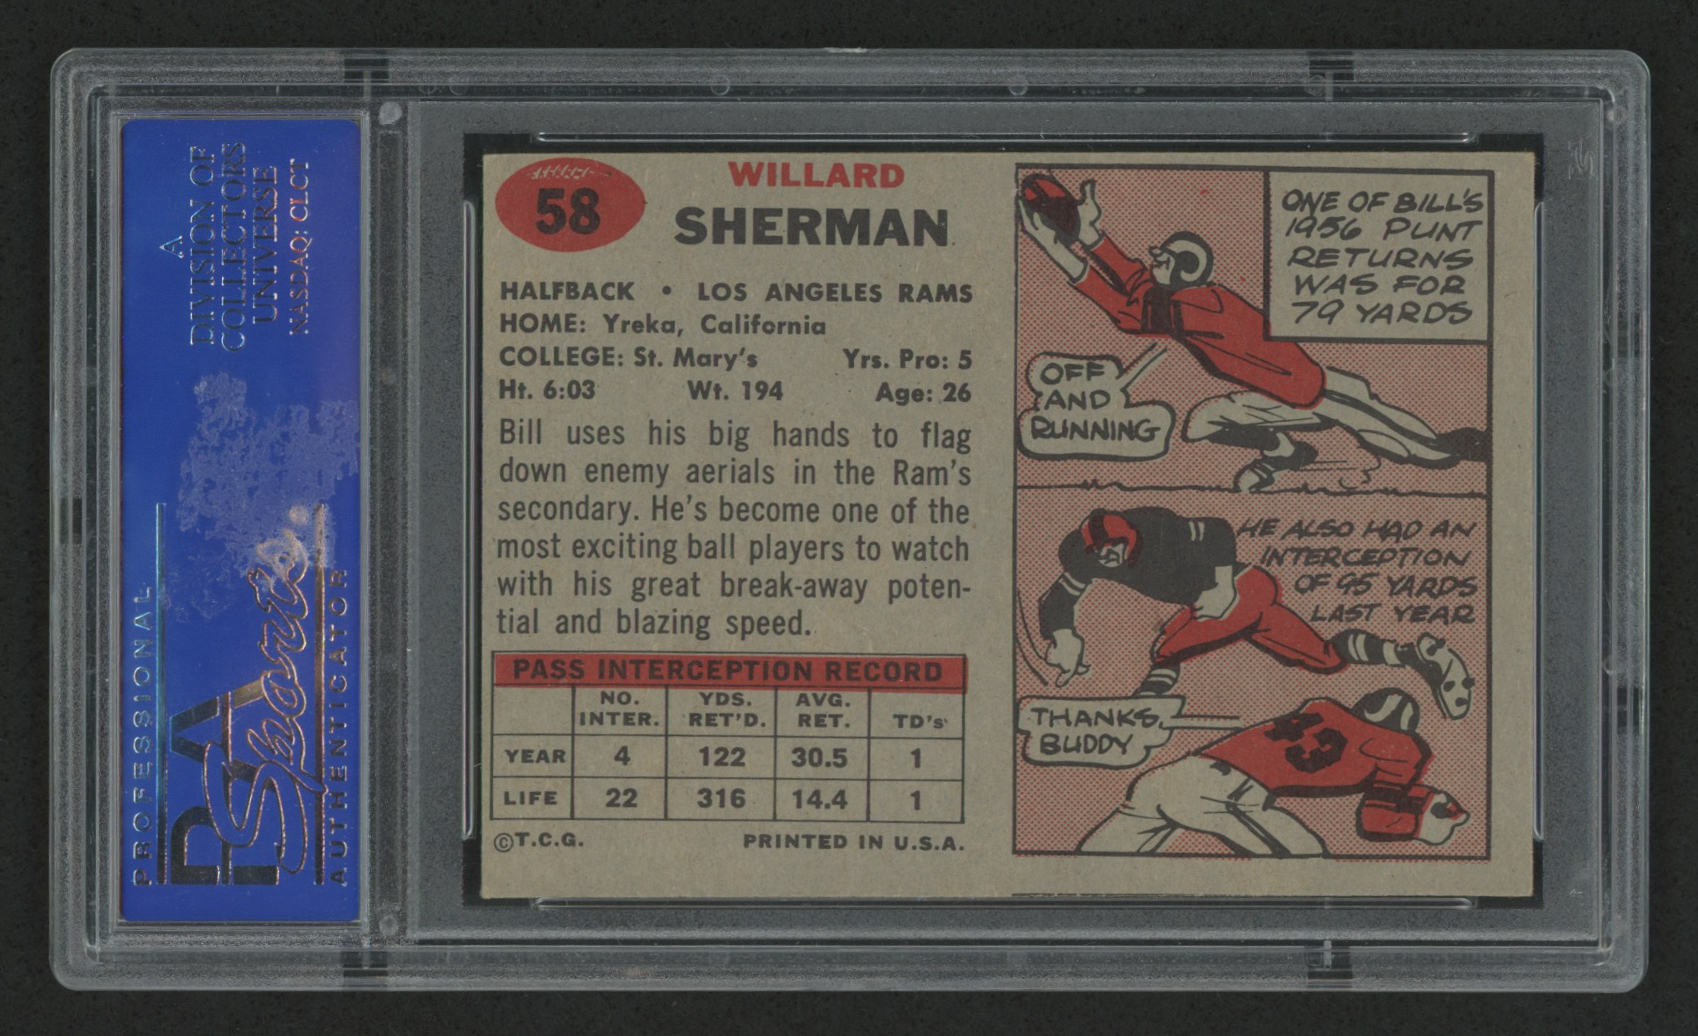 A
DIVISION OF
COLLECTORS
UNIVERSE
NASDAQ: CLCT
PROFESSIONAL
PSA
Sports
AUTHENTICATOR
58
WILLARD
SHERMAN
HALFBACK • LOS ANGELES RAMS
HOME: Yreka, California
COLLEGE: St. Mary's Yrs. Pro: 5
Ht. 6:03 Wt. 194 Age: 26
Bill uses his big hands to flag
down enemy aerials in the Ram's
secondary. He's become one of the
most exciting ball players to watch
with his great break-away poten-
tial and blazing speed.
PASS INTERCEPTION RECORD
NO. INTER. YDS. RET'D. AVG. RET. TD's
YEAR 4 122 30.5 1
LIFE 22 316 14.4 1
©T.C.G. PRINTED IN U.S.A.
ONE OF BILL'S
1956 PUNT
RETURNS
WAS FOR
79 YARDS
OFF
AND
RUNNING
HE ALSO HAD AN
INTERCEPTION
OF 95 YARDS
LAST YEAR
THANKS,
BUDDY
43